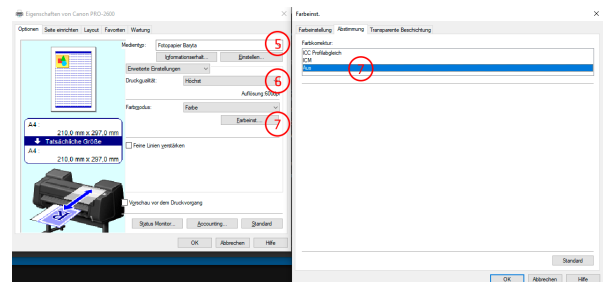 Eigenschaften von Canon PRO-2600
Optionen Seite einrichten Layout Favoriten Wartung
Medientyp: Fotopapier Baryta
5
Informationserhalt... Einstellen...
Erweiterte Einstellungen
Druckqualität: Höchst
6
Auflösung:600dpi
Farbmodus: Farbe
Farbeinst...
7
A4 :
210,0 mm x 297,0 mm
Tatsächliche Größe
A4 :
210,0 mm x 297,0 mm
Feine Linien verstärken
Vorschau vor dem Druckvorgang
Status Monitor... Accounting... Standard
OK Abbrechen Hilfe
Farbeinst.
Farbeinstellung Abstimmung Transparente Beschichtung
Farbkorrektur:
ICC Profilabgleich
ICM
Aus
7
Standard
OK Abbrechen Hilfe